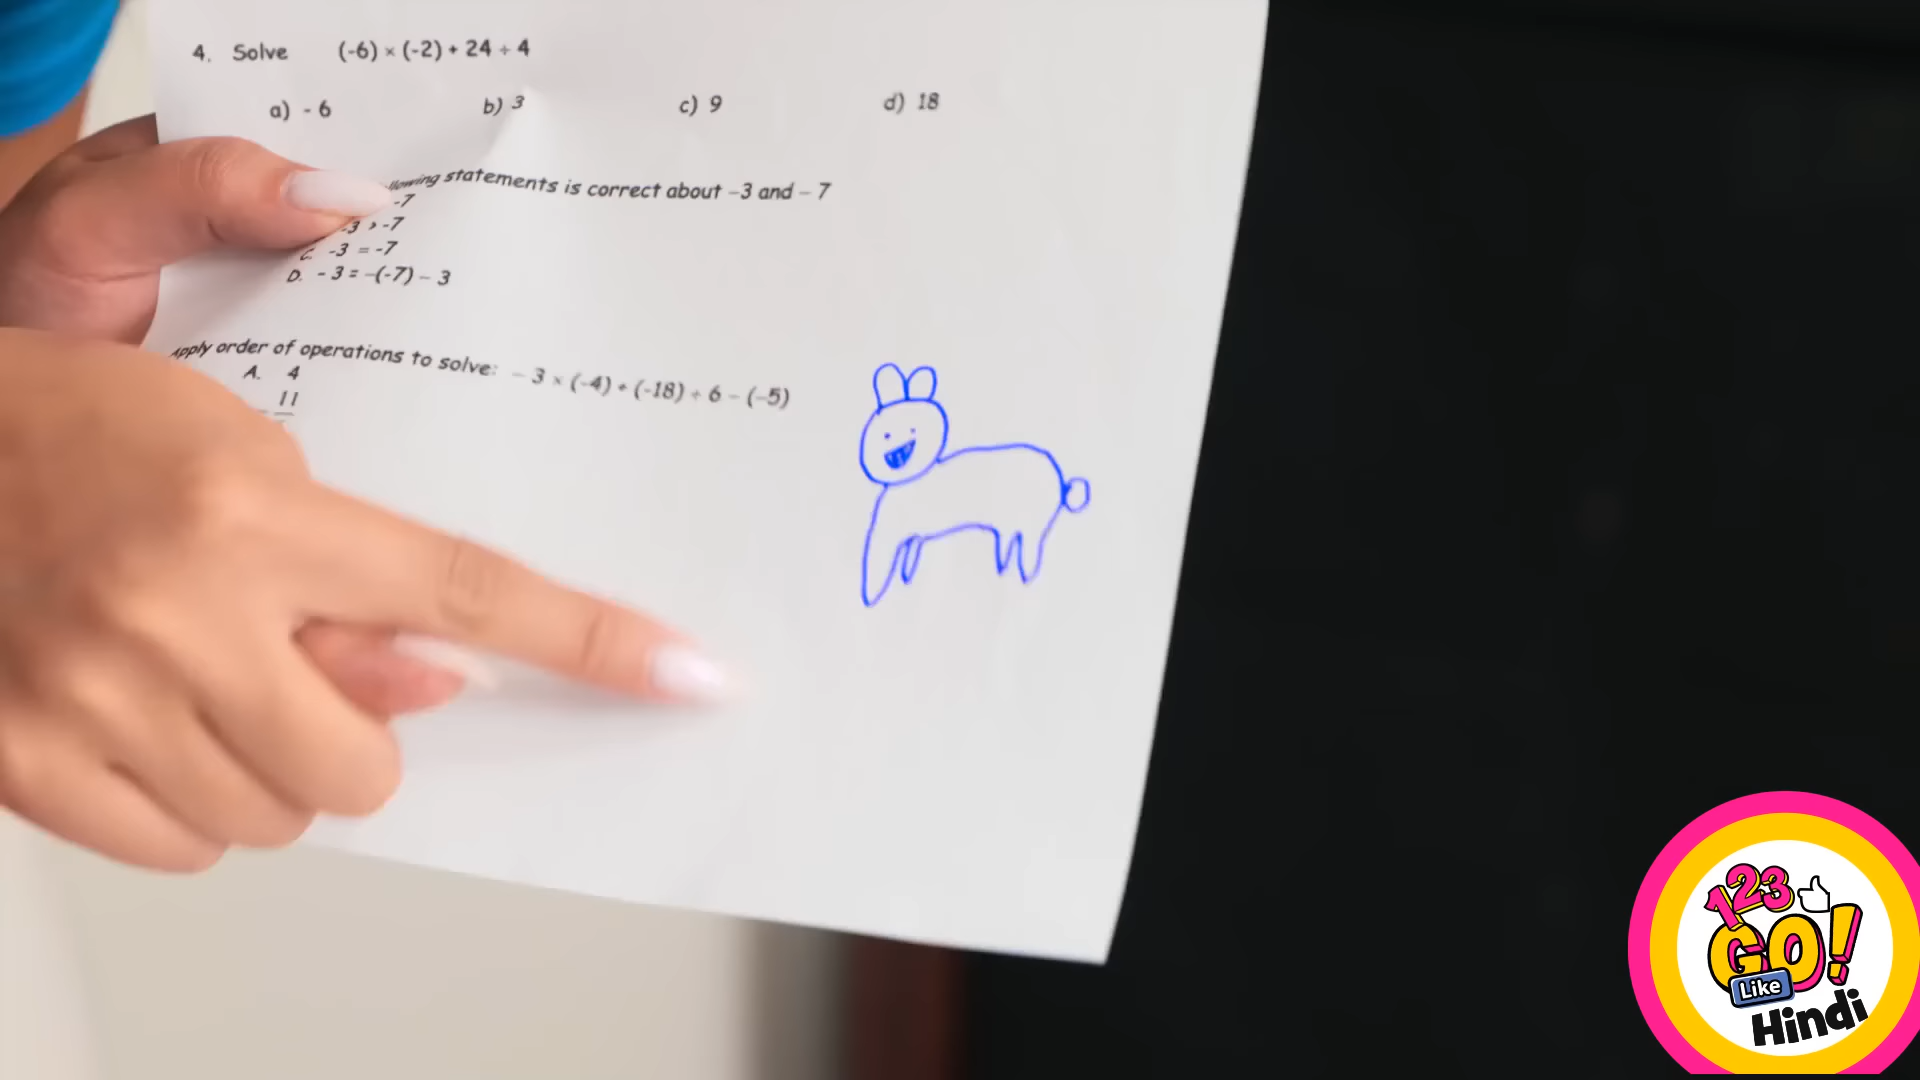 4. Solve (-6) × (-2) + 24 ÷ 4
a) - 6 b) 3 c) 9 d) 18
statements is correct about -3 and - 7
-7
-3 > -7
C. -3 = -7
D. - 3 = -(-7) - 3
Apply order of operations to solve: - 3 × (-4) + (-18) ÷ 6 - (-5)
A. 4
11
123
GO!
Like
Hindi